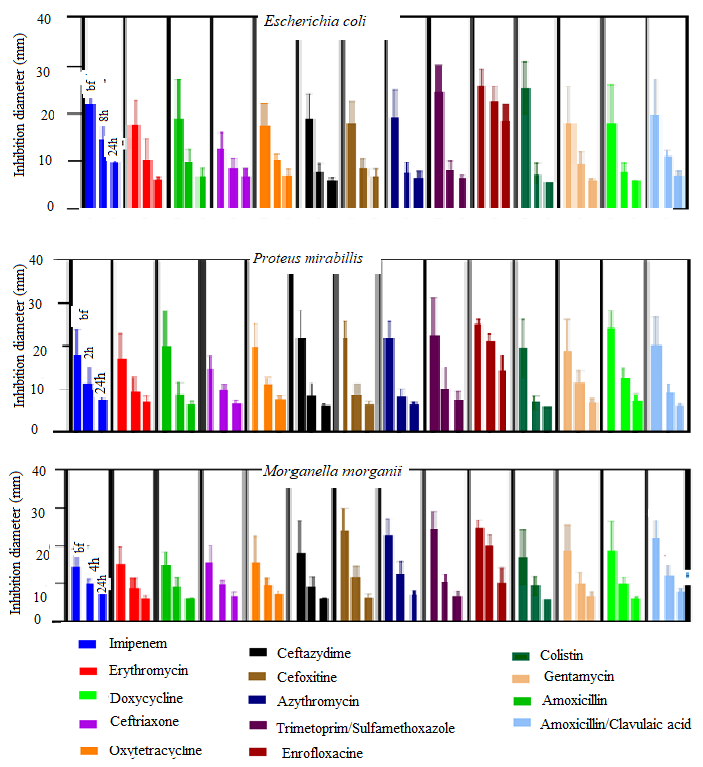 Escherichia coli
Inhibition diameter (mm)
40
30
20
10
0
bf
8h
24h
Proteus mirabillis
Inhibition diameter (mm)
40
30
20
10
0
bf
2h
24h
Morganella morganii
Inhibition diameter (mm)
40
30
20
10
0
bf
4h
24h
Imipenem
Erythromycin
Doxycycline
Ceftriaxone
Oxytetracycline
Ceftazydime
Cefoxitine
Azythromycin
Trimetoprim/Sulfamethoxazole
Enrofloxacine
Colistin
Gentamycin
Amoxicillin
Amoxicillin/Clavulaic acid